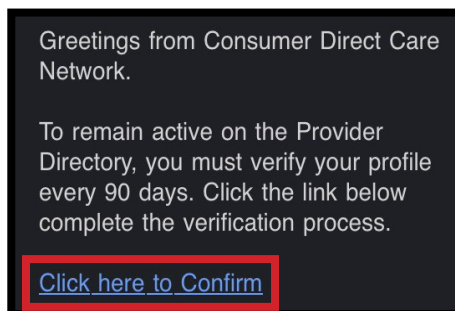 Greetings from Consumer Direct Care
Network.
To remain active on the Provider
Directory, you must verify your profile
every 90 days. Click the link below
complete the verification process.
Click here to Confirm